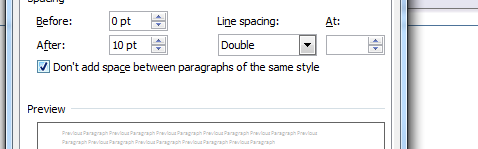 Spacing
Before: 0 pt Line spacing: At:
After: 10 pt Double
Don't add space between paragraphs of the same style
Preview
Previous Paragraph Previous Paragraph Previous Paragraph Previous Paragraph Previous Paragraph Previous
Paragraph Previous Paragraph Previous Paragraph Previous Paragraph Previous Paragraph